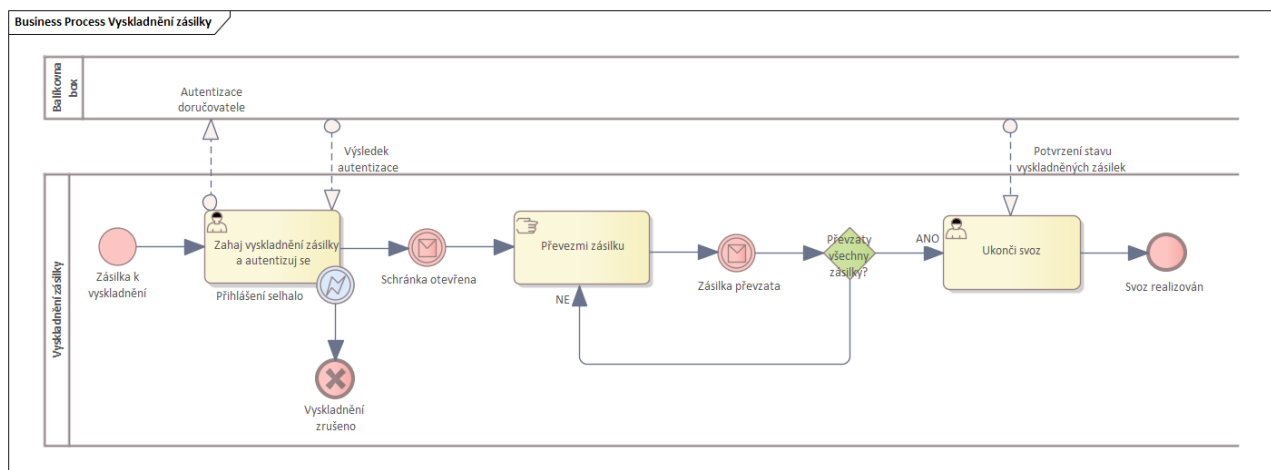 Business Process Vyskladnění zásilky
Balíkovna
box
Autentizace
doručovatele
Výsledek
autentizace
Potvrzení stavu
vyskladněných zásilek
Vyskladnění zásilky
Zásilka k
vyskladnění
Zahaj vyskladnění zásilky
a autentizuj se
Přihlášení selhalo
Vyskladnění
zrušeno
Schránka otevřena
Převezmi zásilku
Zásilka převzata
Převzaty
všechny
zásilky?
ANO
NE
Ukonči svoz
Svoz realizován